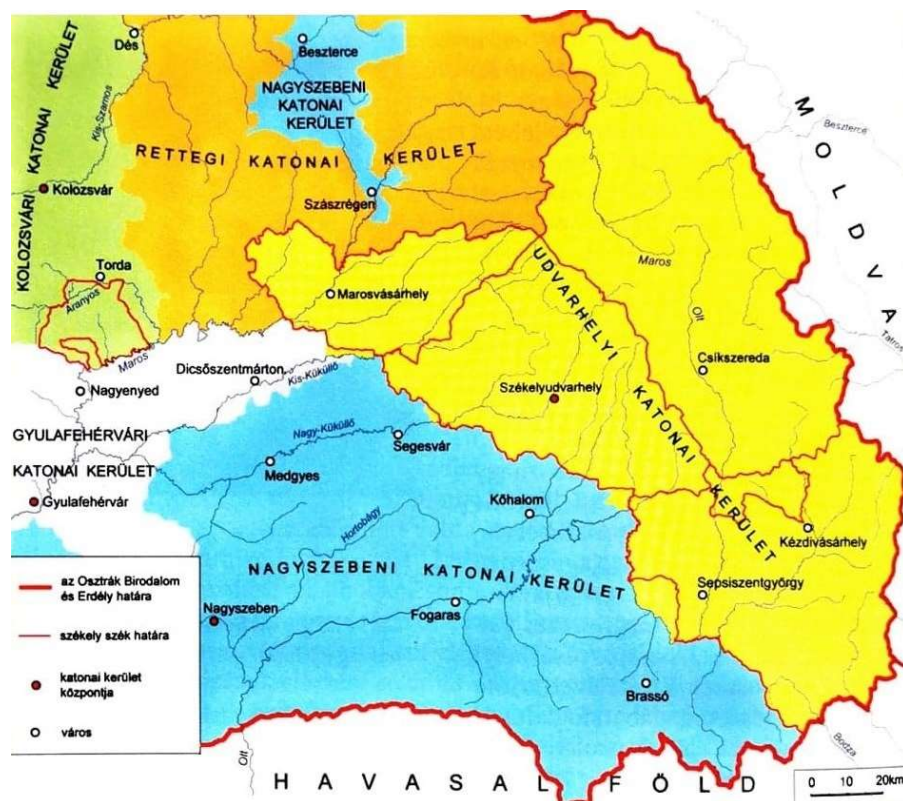 Dés
Beszterce
KOLOZSVÁRI KATONAI KERÜLET
Kis-Szamos
NAGYSZEBENI
KATONAI
KERÜLET
MOLDVA
Beszterce
RETTEGI KATONAI KERÜLET
Kolozsvár
Szászrégen
Torda
Aranyos
Maros
Marosvásárhely
UDVARHELYI KATONAI KERÜLET
Maros
Olt
Tatros
Csíkszereda
Dicsőszentmárton
Kis-Küküllő
Nagyenyed
Székelyudvarhely
GYULAFEHÉRVÁRI
KATONAI KERÜLET
Nagy-Küküllő
Segesvár
Medgyes
Gyulafehérvár
Kőhalom
Kézdivásárhely
Hortobágy
NAGYSZEBENI KATONAI KERÜLET
Sepsiszentgyörgy
Nagyszeben
Fogaras
Brassó
Olt
Bodza
HAVASALFÖLD
az Osztrák Birodalom
és Erdély határa
székely szék határa
katonai kerület
központja
város
0 10 20km